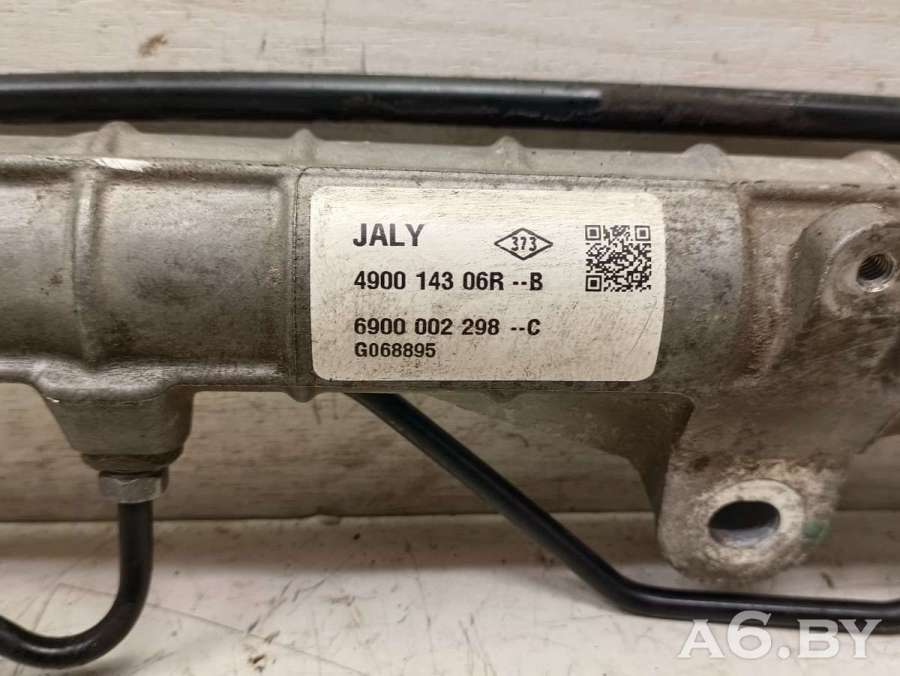 JALY 373
4900 143 06R --B
6900 002 298 --C
G068895
A6.BY